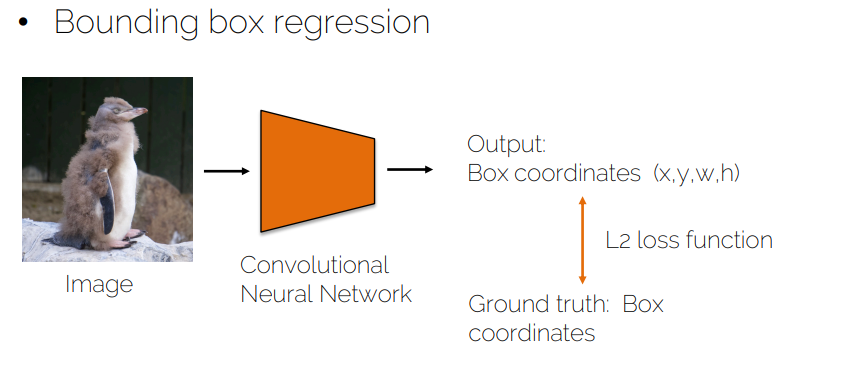 • Bounding box regression
Image
Convolutional
Neural Network
Output:
Box coordinates (x,y,w,h)
L2 loss function
Ground truth: Box
coordinates